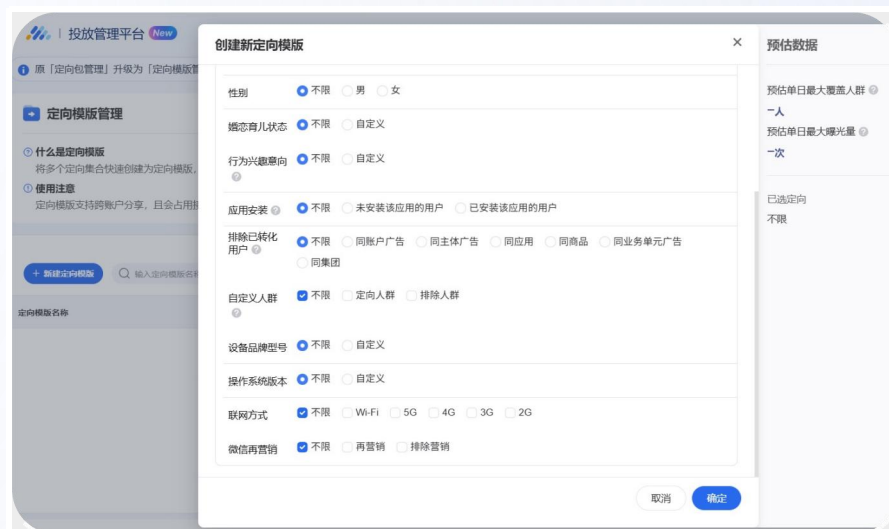 投放管理平台 New
原「定向包管理」升级为「定向模版管
定向模版管理
什么是定向模版
将多个定向集合快速创建为定向模版，
使用注意
定向模版支持跨账户分享，且会占用
+ 新建定向模版
输入定向模版名称
定向模版名称
创建新定向模版
性别 不限 男 女
婚恋育儿状态 不限 自定义
行为兴趣意向 不限 自定义
应用安装 不限 未安装该应用的用户 已安装该应用的用户
排除已转化
用户 不限 同账户广告 同主体广告 同应用 同商品 同业务单元广告
同集团
自定义人群 不限 定向人群 排除人群
设备品牌型号 不限 自定义
操作系统版本 不限 自定义
联网方式 不限 Wi-Fi 5G 4G 3G 2G
微信再营销 不限 再营销 排除营销
取消 确定
预估数据
预估单日最大覆盖人群
--人
预估单日最大曝光量
--次
已选定向
不限